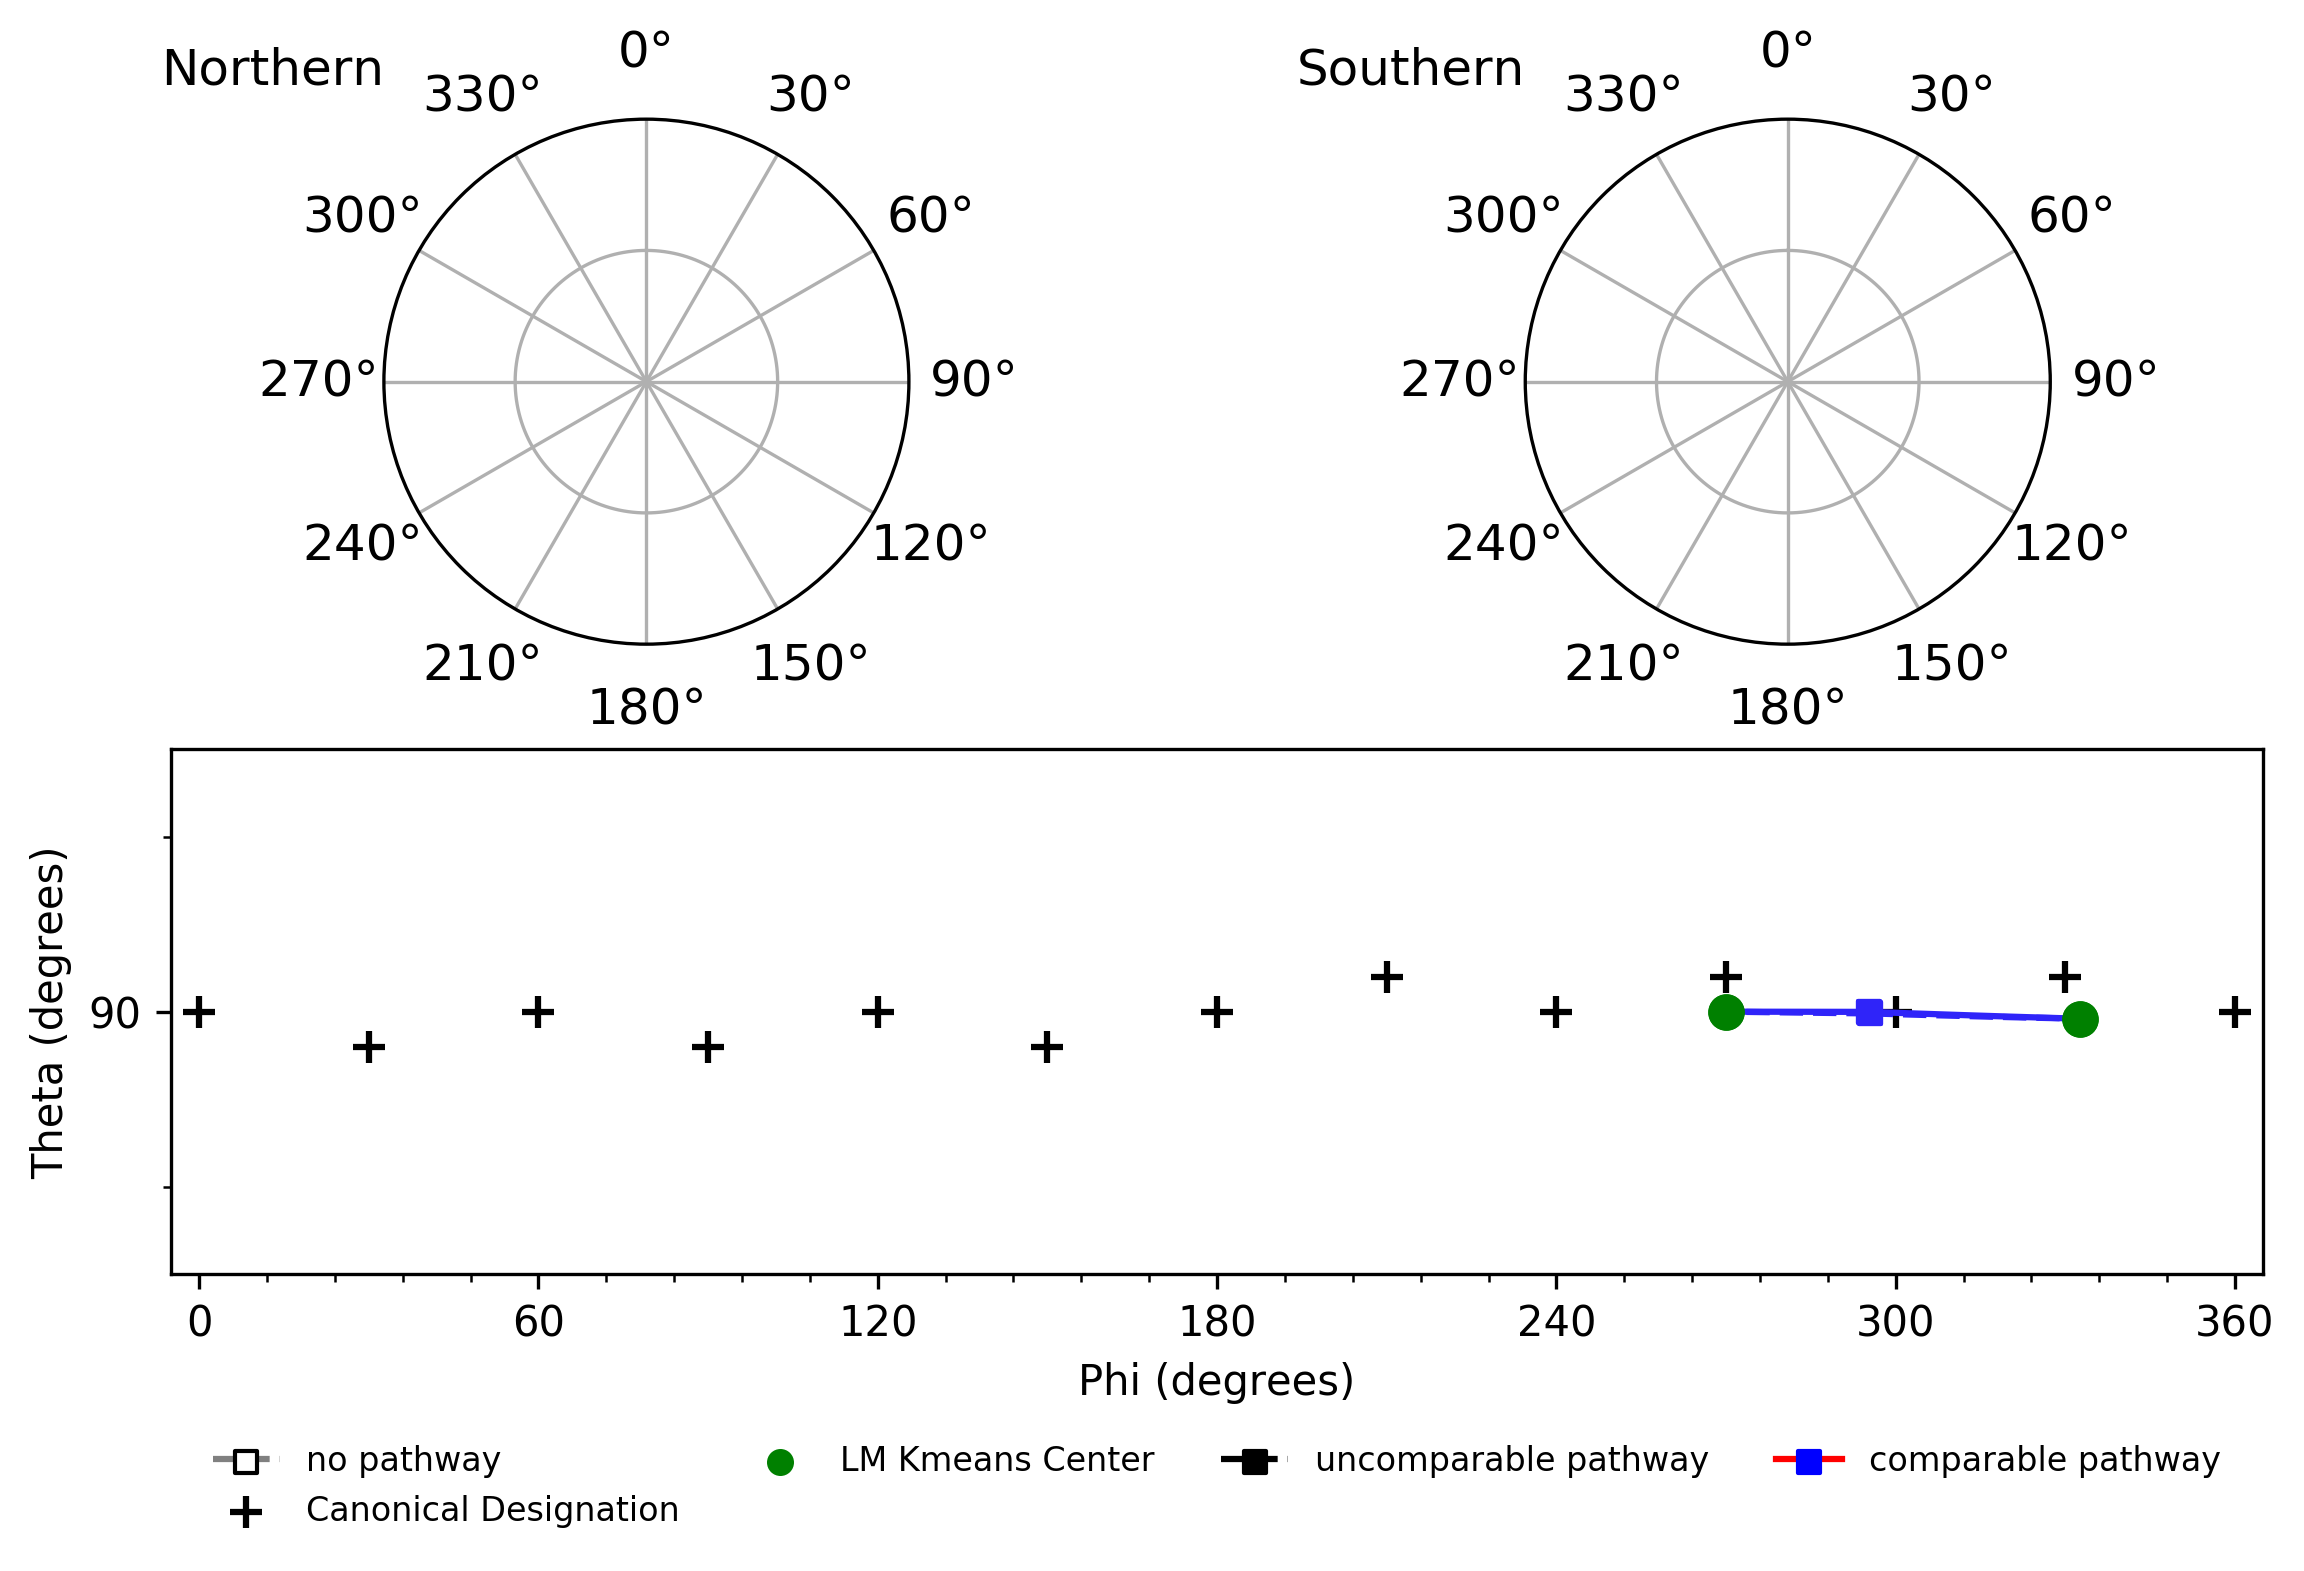 Northern
0°
330°
30°
300°
60°
270°
90°
240°
120°
210°
150°
180°
Southern
0°
330°
30°
300°
60°
270°
90°
240°
120°
210°
150°
180°
Theta (degrees)
90
0 60 120 180 240 300 360
Phi (degrees)
no pathway
Canonical Designation
LM Kmeans Center
uncomparable pathway
comparable pathway